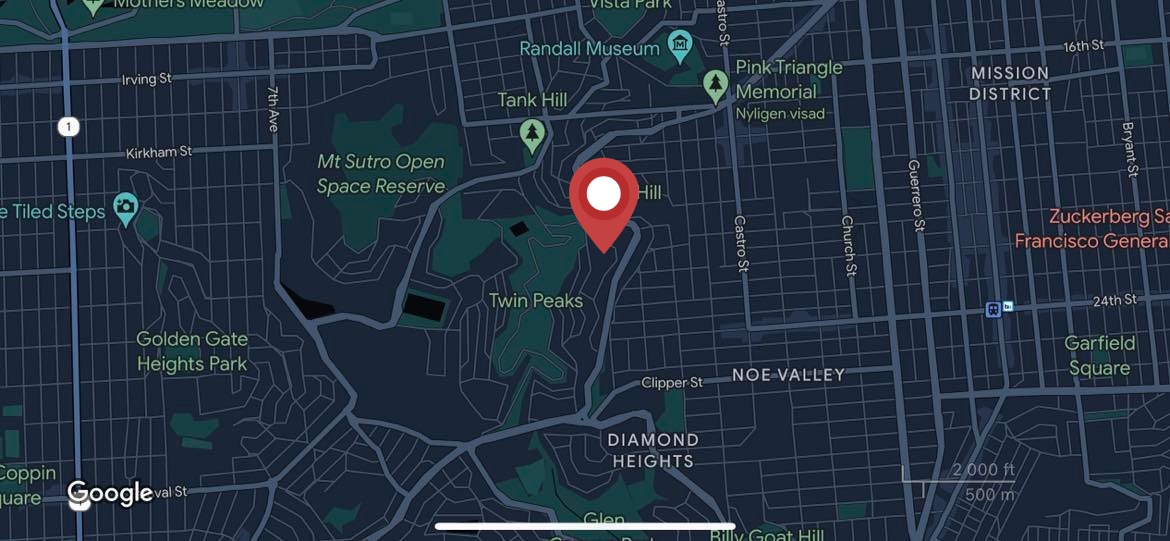 Mothers Meadow
Vista Park
Castro St
Randall Museum
16th St
Irving St
Pink Triangle
Memorial
Nyligen visad
MISSION
DISTRICT
7th Ave
Tank Hill
1
Kirkham St
Bryant St
Mt Sutro Open
Space Reserve
Hill
Guerrero St
e Tiled Steps
Castro St
Church St
Zuckerberg Sa
Francisco Genera
Twin Peaks
24th St
Golden Gate
Heights Park
Garfield
Square
Clipper St
NOE VALLEY
DIAMOND
HEIGHTS
Coppin
quare
Google
val St
2 000 ft
500 m
Glen
Billy Goat Hill